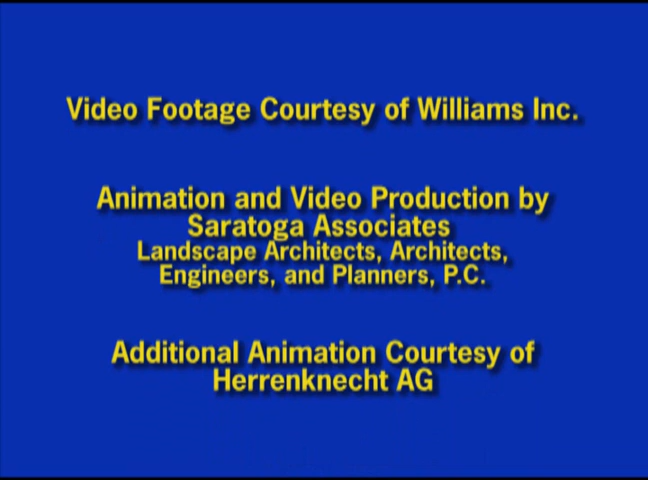 Video Footage Courtesy of Williams Inc.
Animation and Video Production by
Saratoga Associates
Landscape Architects, Architects,
Engineers, and Planners, P.C.
Additional Animation Courtesy of
Herrenknecht AG